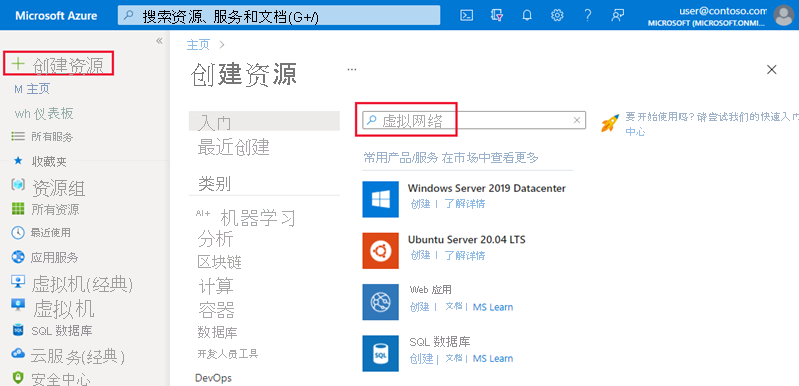 Microsoft Azure
搜索资源、服务和文档(G+/)
user@contoso.com
MICROSOFT (MICROSOFT.ONMI...
创建资源
M 主页
wh 仪表板
所有服务
收藏夹
资源组
所有资源
最近使用
应用服务
虚拟机(经典)
虚拟机
SQL 数据库
云服务(经典)
安全中心
主页
创建资源
...
入门
最近创建
类别
AI+ 机器学习
分析
区块链
计算
容器
数据库
开发人员工具
DevOps
虚拟网络
常用产品/服务 在市场中查看更多
Windows Server 2019 Datacenter
创建 | 了解详情
Ubuntu Server 20.04 LTS
创建 | 了解详情
Web 应用
创建 | 文档 | MS Learn
SQL 数据库
创建 | 文档 | MS Learn
要开始使用吗? 请尝试我们的快速入门
中心